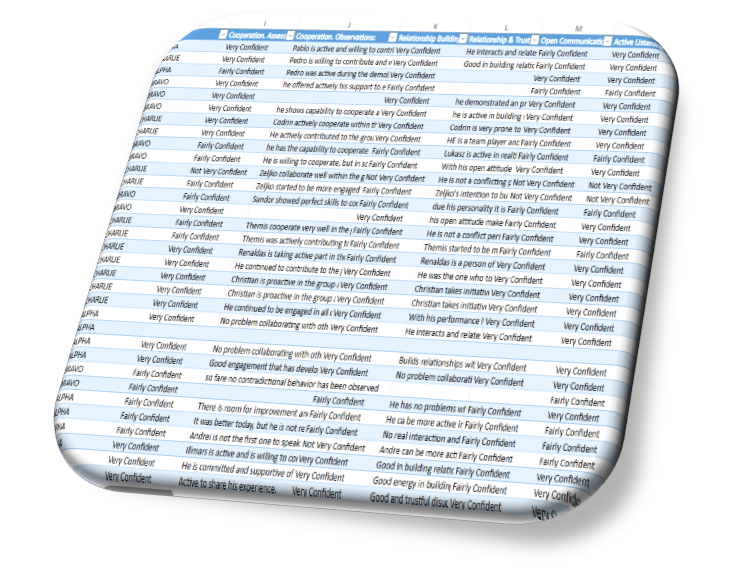 I J K L M
Cooperation. Assess Cooperation. Observations: Relationship Buildin Relationship & Trust Open Communicatio Active Listening
HA Very Confident Pablo is active and willing to contri Very Confident He Interacts and relate Fairly Confident Very Confident
ARLIE Very Confident Pedro is willing to contribute and e Very Confident Good in building relatic Fairly Confident Very Confident
LPHA Fairly Confident Pedro was active during the demol Very Confident Very Confident Very Confident
RAVO Very Confident he offered actively his support to e Fairly Confident Fairly Confident Fairly Confident
RAVO Very Confident Very Confident he demonstrated an pr Very Confident Very Confident
RAVO Very Confident he shows capability to cooperate a Very Confident he is active in building i Very Confident Very Confident
HARLIE Very Confident Codrin actively cooperate within th Very Confident Codrin is very prone to Very Confident Very Confident
HARLIE Very Confident He actively contributed to the grou Very Confident HE is a team player anc Fairly Confident Very Confident
RAVO Fairly Confident he has the capability to cooperate Fairly Confident Lukasz is active in realti Fairly Confident Fairly Confident
RAVO Fairly Confident He is willing to cooperate, but in sc Fairly Confident With his open attitude Very Confident Very Confident
HARLIE Not Very Confident Zeljko collaborate well within the g Not Very Confident He is not a conflicting p Not Very Confident Not Very Confident
HARLIE Fairly Confident Zeljko started to be more engaged Fairly Confident Zeljko's intention to bu Not Very Confident Not Very Confident
RAVO Fairly Confident Sandor showed perfect skills to coo Fairly Confident due his personality it is Fairly Confident Fairly Confident
RAVO Very Confident Very Confident his open attitude make Fairly Confident Very Confident
HARLIE Fairly Confident Themis cooperate very well in the g Fairly Confident He is not a conflict per Fairly Confident Very Confident
HARLIE Fairly Confident Themis was actively contributing to Fairly Confident Themis started to be m Fairly Confident Fairly Confident
HARLIE Very Confident Renaldas is taking active part in the Fairly Confident Renaldas is a person of Very Confident Very Confident
HARLIE Very Confident He continued to contribute to the g Very Confident He was the one who to Very Confident Very Confident
HARLIE Very Confident Christian is proactive in the group a Very Confident Christian takes initiativ Very Confident Very Confident
HARLIE Very Confident Christian is proactive in the group a Very Confident Christian takes initiativ Very Confident Very Confident
HARLIE Very Confident He continued to be engaged in all c Very Confident With his performance h Very Confident Very Confident
LPHA Very Confident No problem collaborating with oth Very Confident He interacts and relate Very Confident Very Confident
LPHA
LPHA Very Confident No problem collaborating with oth Very Confident Builds relationships wit Very Confident Very Confident
RAVO Very Confident Good engagement that has develo Very Confident No problem collaborati Very Confident Very Confident
RAVO Fairly Confident so fare no contradictional behavior has been observed Fairly Confident
LPHA Fairly Confident Fairly Confident He has no problems wi Fairly Confident Very Confident
LPHA Fairly Confident There is room for improvement an Fairly Confident He ca be more active ir Fairly Confident Fairly Confident
HA Fairly Confident It was better today, but he is not re Fairly Confident No real interaction and Fairly Confident Fairly Confident
A Fairly Confident Andrei is not the first one to speak Not Very Confident Andre can be more acti Fairly Confident Fairly Confident
Very Confident Illmars is active and is willing to co Very Confident Good in building relatic Fairly Confident Fairly Confident
Very Confident He is committed and supportive of Very Confident Good energy in buildin Fairly Confident Very Confide
Very Confident Active to share his experience. Very Confident Good and trustful disuc Very Confident